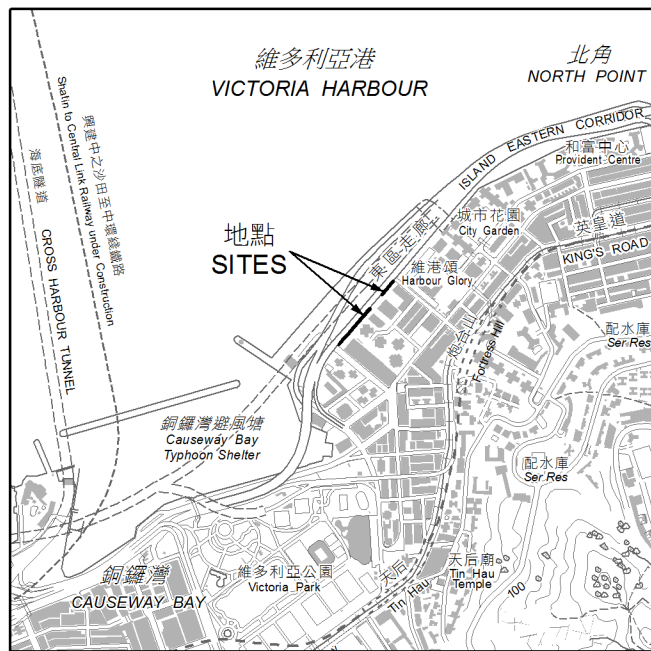 維多利亞港
VICTORIA HARBOUR
北角
NORTH POINT
ISLAND EASTERN CORRIDOR
東區走廊
和富中心
Provident Centre
城市花園
City Garden
英皇道
KING'S ROAD
維港頌
Harbour Glory
地點
SITES
興建中之沙田至中環綫鐵路
Shatin to Central Link Railway under Construction
海底隧道
CROSS HARBOUR TUNNEL
炮台山
Fortress Hill
配水庫
Ser Res
配水庫
Ser Res
銅鑼灣避風塘
Causeway Bay
Typhoon Shelter
銅鑼灣
CAUSEWAY BAY
維多利亞公園
Victoria Park
天后
Tin Hau
天后廟
Tin Hau
Temple
100